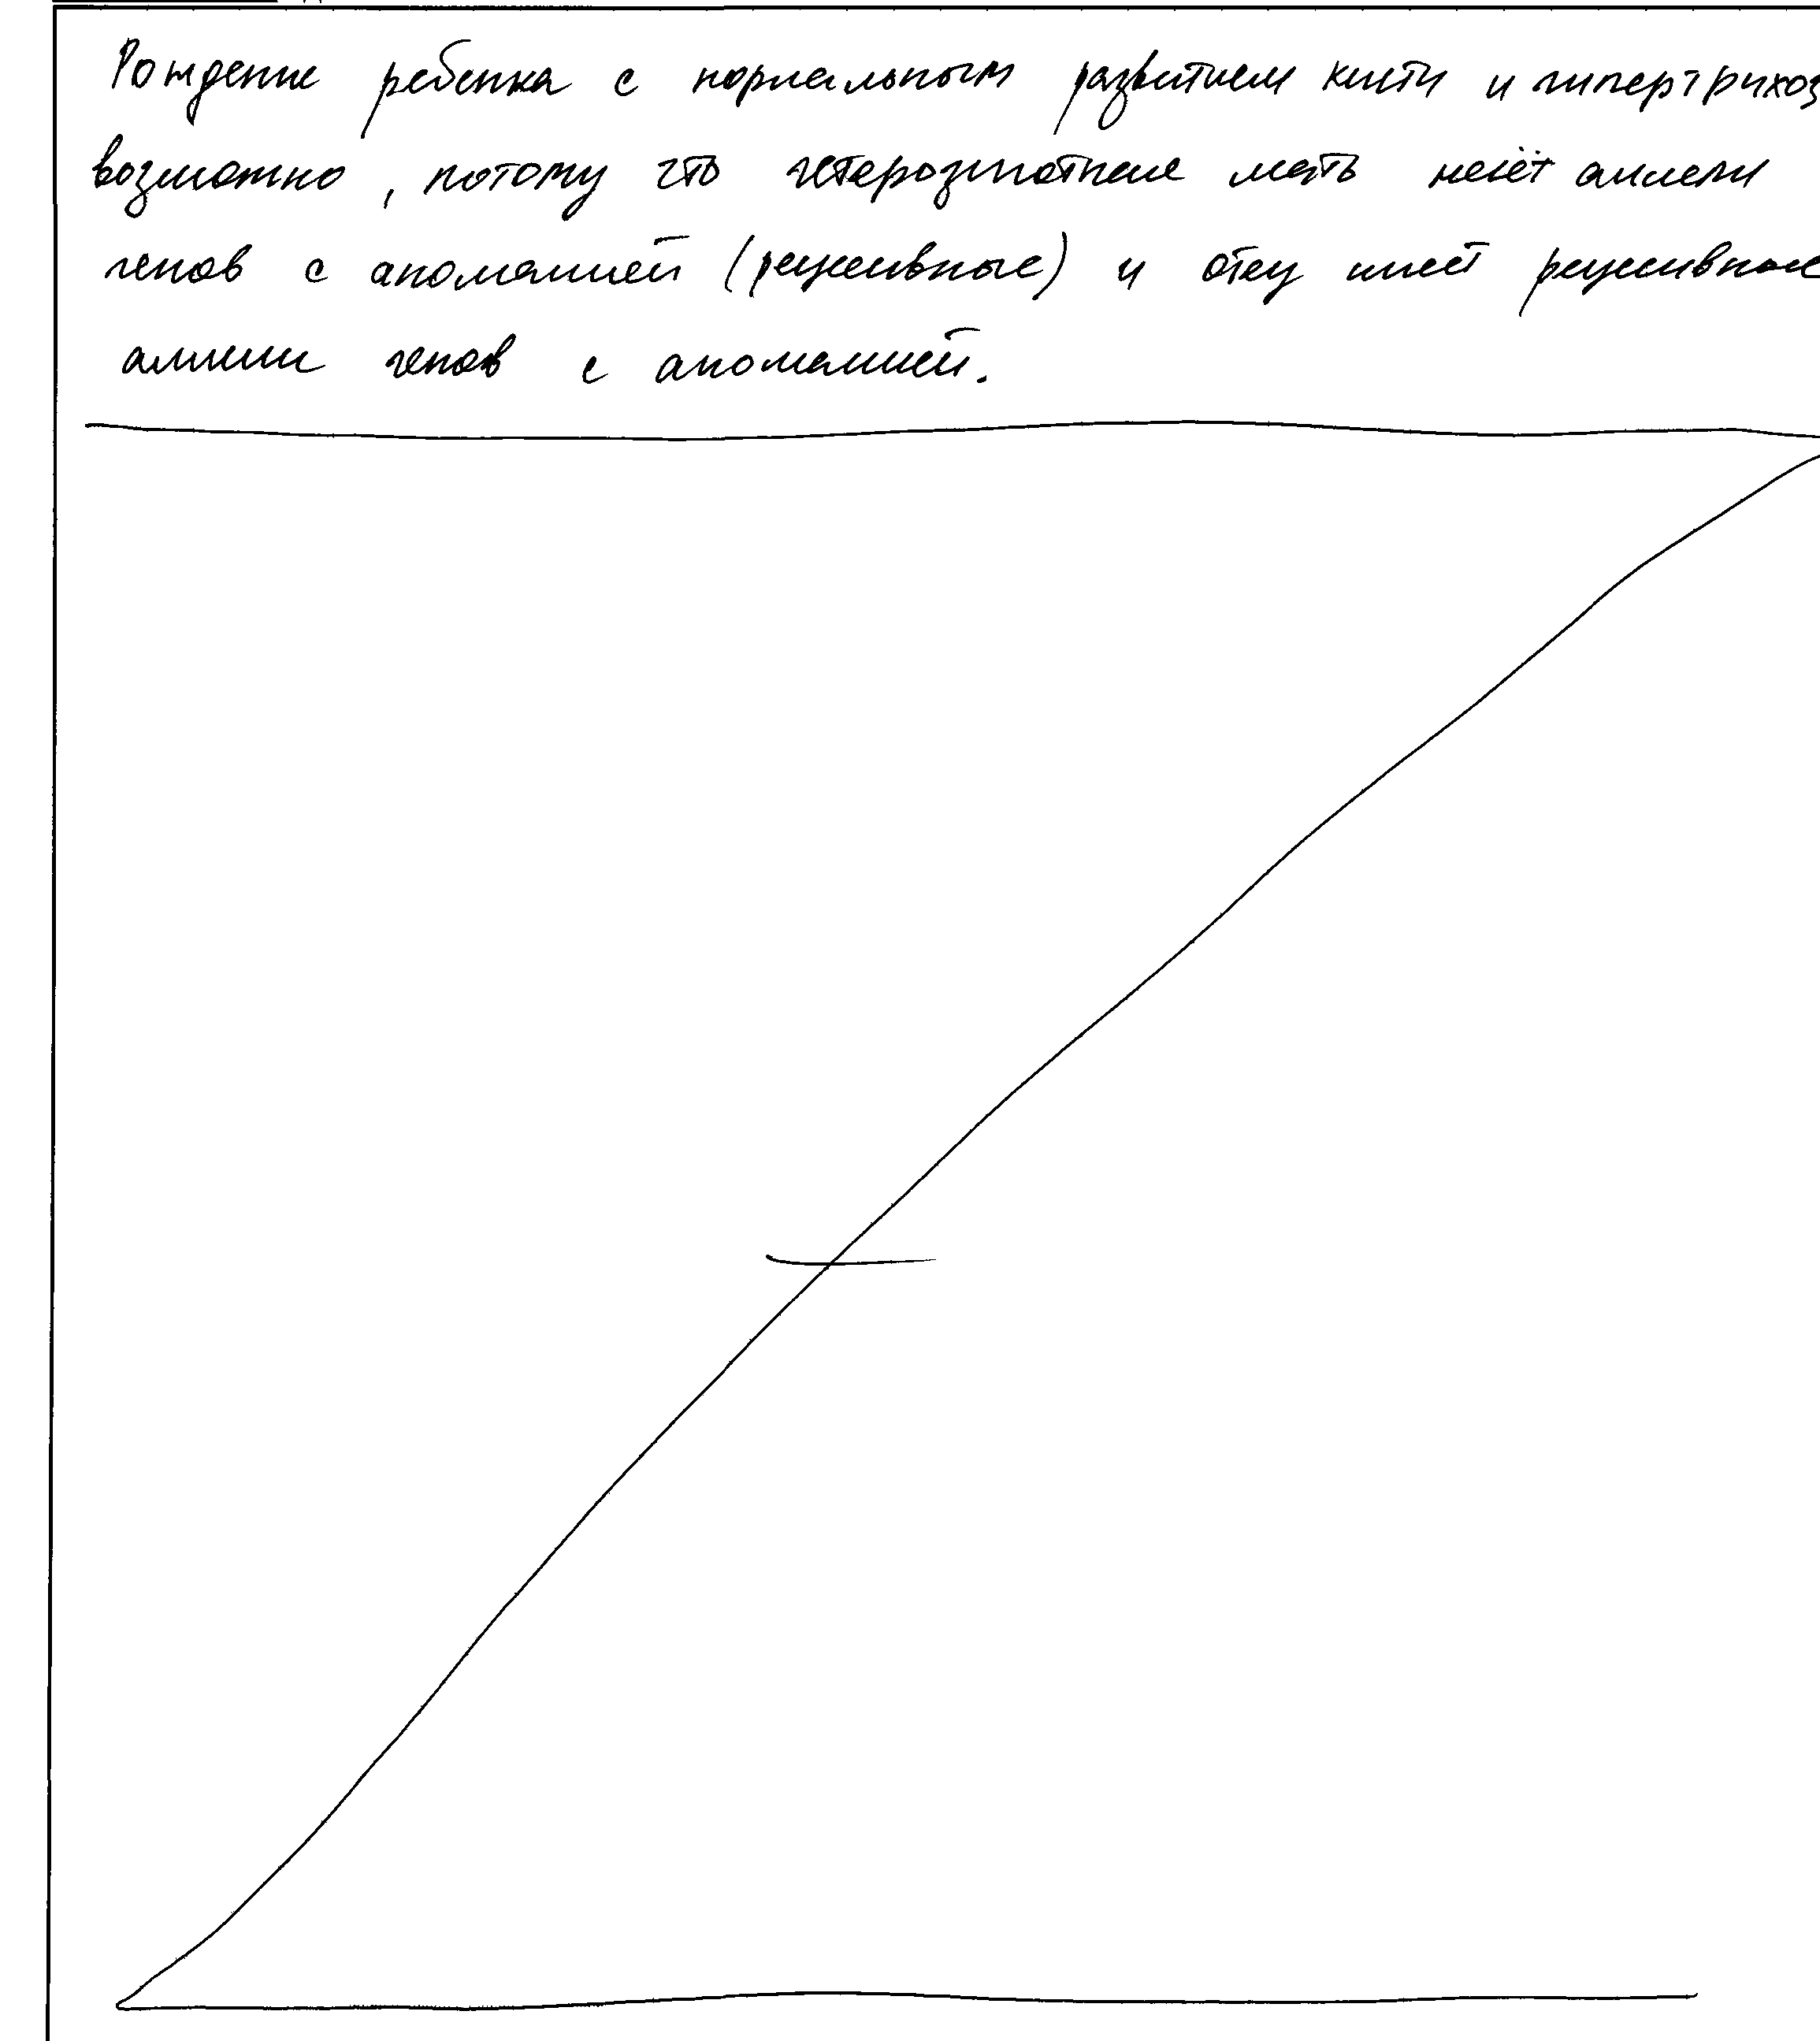 Рождение ребенка с нормальным развитием кисти и гипертрихоз
возможно, потому что гетерозиготная мать несёт аллели
генов с аномалией (рецессивные) и отец имеет рецессивные
аллели генов с аномалией.